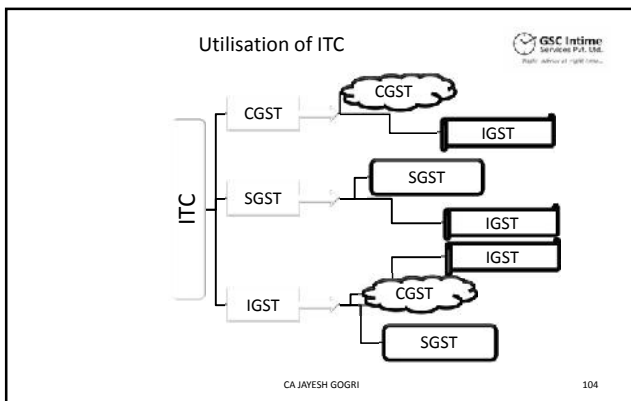 Utilisation of ITC
GSC Intime
Services Pvt. Ltd.
ITC
CGST
CGST
IGST
SGST
SGST
IGST
IGST
IGST
CGST
SGST
CA JAYESH GOGRI
104